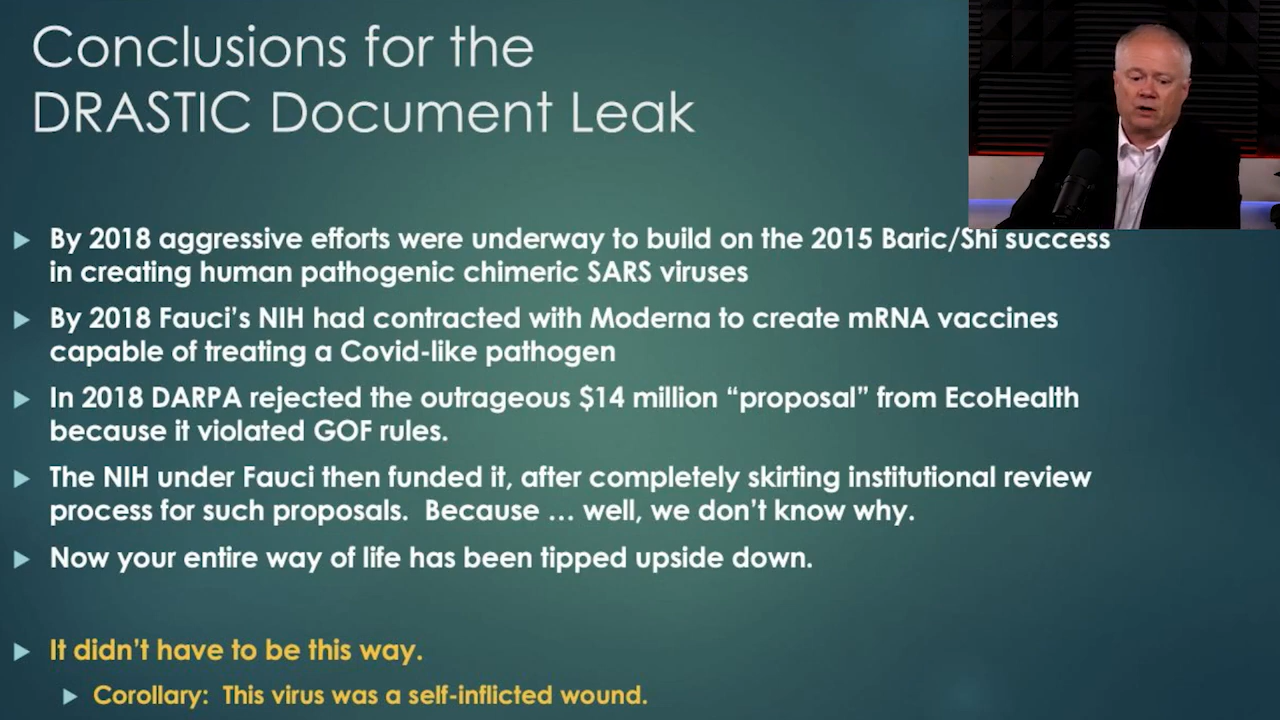 Conclusions for the
DRASTIC Document Leak
By 2018 aggressive efforts were underway to build on the 2015 Baric/Shi success
in creating human pathogenic chimeric SARS viruses
By 2018 Fauci's NIH had contracted with Moderna to create mRNA vaccines
capable of treating a Covid-like pathogen
In 2018 DARPA rejected the outrageous $14 million “proposal” from EcoHealth
because it violated GOF rules.
The NIH under Fauci then funded it, after completely skirting institutional review
process for such proposals.  Because … well, we don't know why.
Now your entire way of life has been tipped upside down.
It didn't have to be this way.
Corollary:  This virus was a self-inflicted wound.